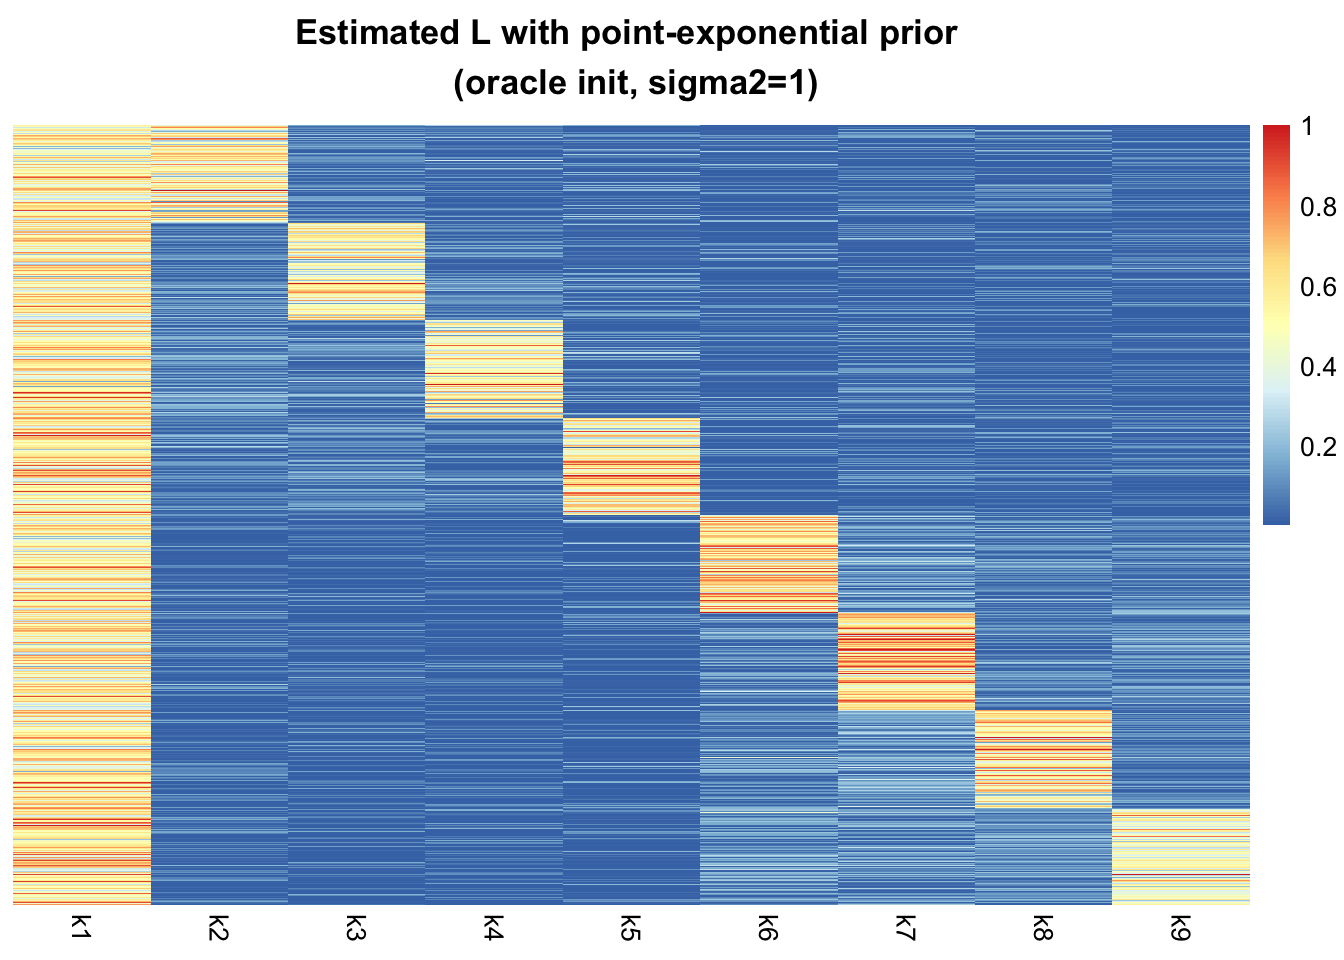 Estimated L with point-exponential prior
(oracle init, sigma2=1)
1
0.8
0.6
0.4
0.2
k1
k2
k3
k4
k5
k6
k7
k8
k9